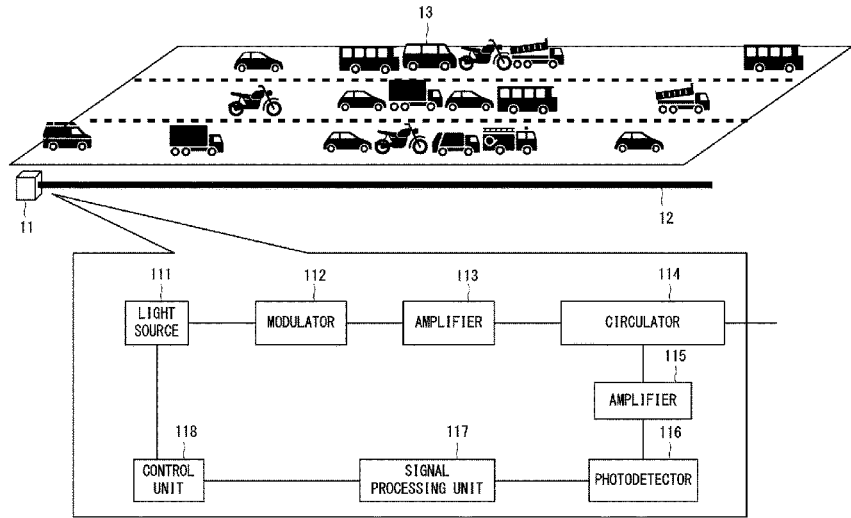 13
11
12
111
112
113
114
LIGHT
SOURCE
MODULATOR
AMPLIFIER
CIRCULATOR
115
AMPLIFIER
118
117
116
CONTROL
UNIT
SIGNAL
PROCESSING UNIT
PHOTODETECTOR